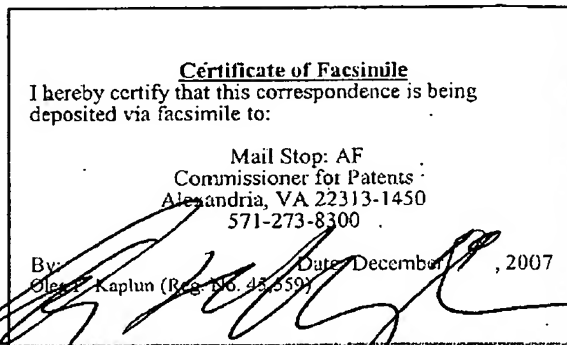 Certificate of Facsimile
I hereby certify that this correspondence is being
deposited via facsimile to:
Mail Stop: AF
Commissioner for Patents
Alexandria, VA 22313-1450
571-273-8300
By: Date: December , 2007
Oleg F. Kaplun (Reg. No. 45,559)